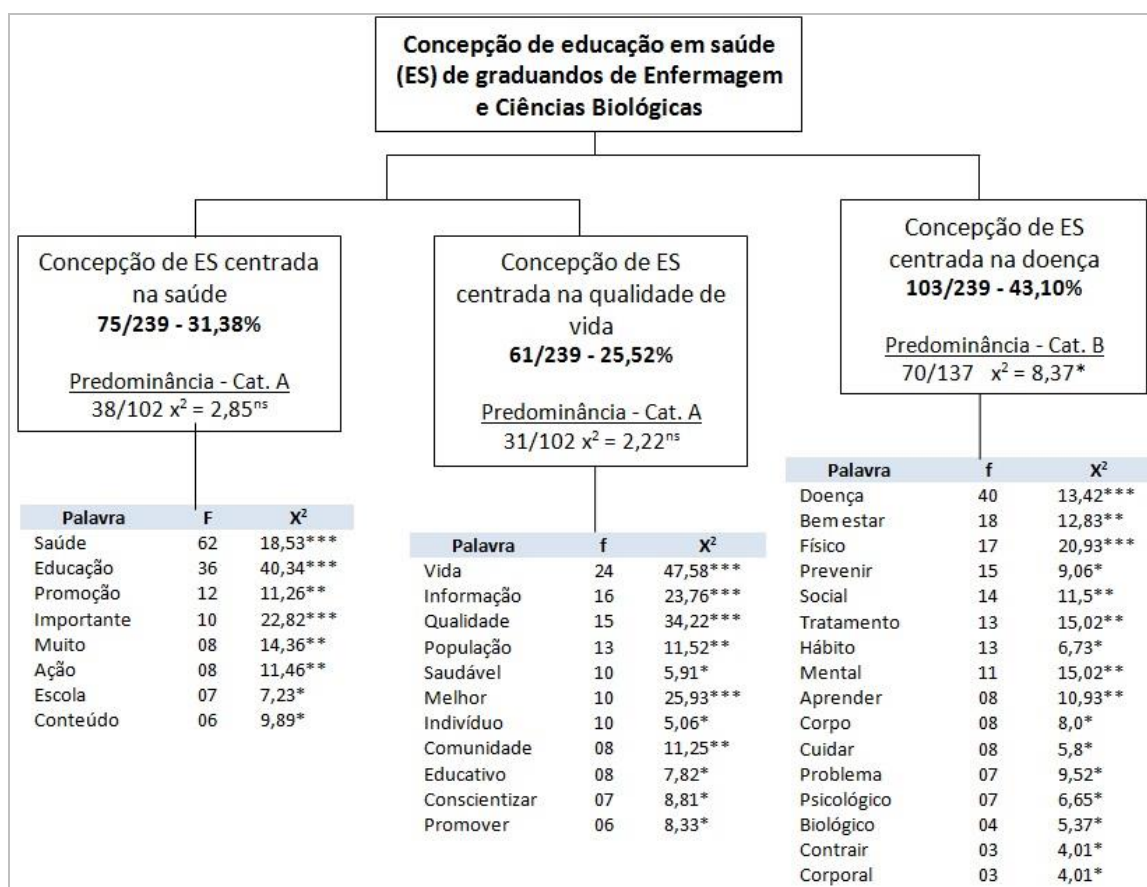 Concepção de educação em saúde
(ES) de graduandos de Enfermagem
e Ciências Biológicas
Concepção de ES centrada
na saúde
75/239 - 31,38%
Predominância - Cat. A
38/102 x² = 2,85ⁿˢ
Palavra F X²
Saúde 62 18,53***
Educação 36 40,34***
Promoção 12 11,26**
Importante 10 22,82***
Muito 08 14,36**
Ação 08 11,46**
Escola 07 7,23*
Conteúdo 06 9,89*
Concepção de ES
centrada na qualidade de
vida
61/239 - 25,52%
Predominância - Cat. A
31/102 x² = 2,22ⁿˢ
Palavra f X²
Vida 24 47,58***
Informação 16 23,76***
Qualidade 15 34,22***
População 13 11,52**
Saudável 10 5,91*
Melhor 10 25,93***
Indivíduo 10 5,06*
Comunidade 08 11,25**
Educativo 08 7,82*
Conscientizar 07 8,81*
Promover 06 8,33*
Concepção de ES
centrada na doença
103/239 - 43,10%
Predominância - Cat. B
70/137 x² = 8,37*
Palavra f X²
Doença 40 13,42***
Bem estar 18 12,83**
Físico 17 20,93***
Prevenir 15 9,06*
Social 14 11,5**
Tratamento 13 15,02**
Hábito 13 6,73*
Mental 11 15,02**
Aprender 08 10,93**
Corpo 08 8,0*
Cuidar 08 5,8*
Problema 07 9,52*
Psicológico 07 6,65*
Biológico 04 5,37*
Contrair 03 4,01*
Corporal 03 4,01*